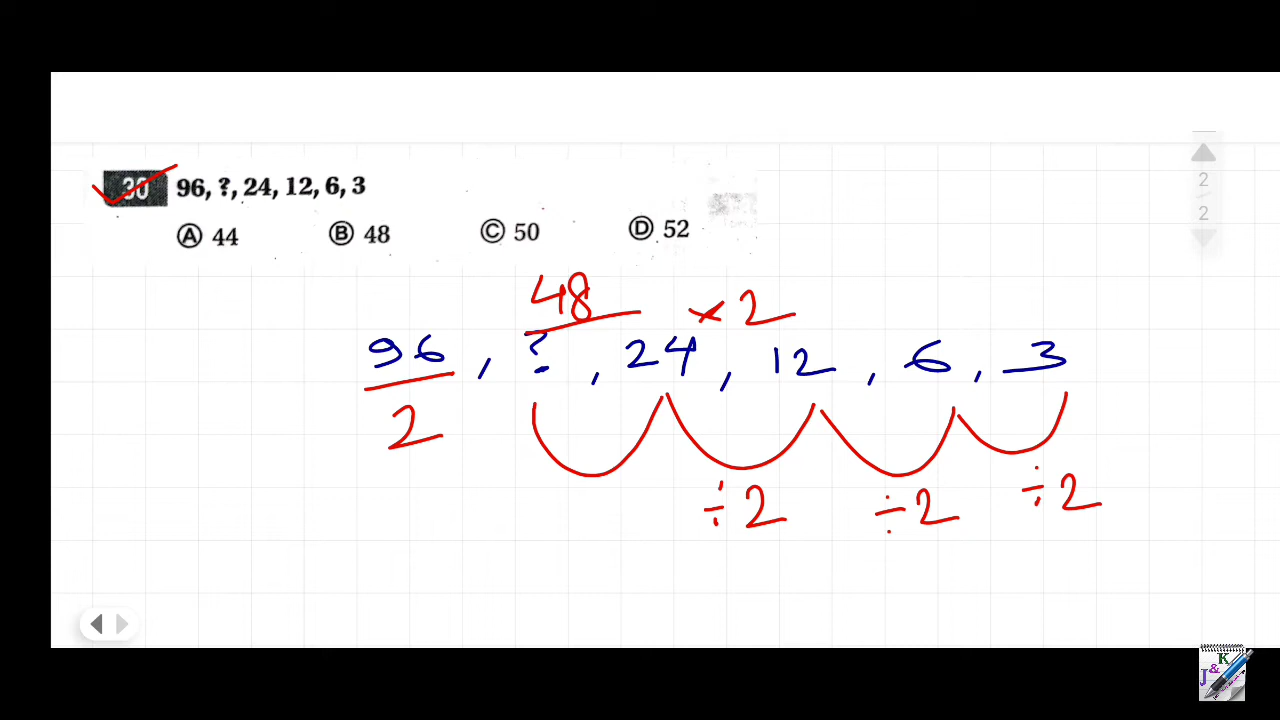 30 96, ?, 24, 12, 6, 3
Ⓐ 44 Ⓑ 48 Ⓒ 50 Ⓓ 52
48 × 2
96 , ? , 24 , 12 , 6 , 3
2
÷2 ÷2 ÷2
2
2
J&K